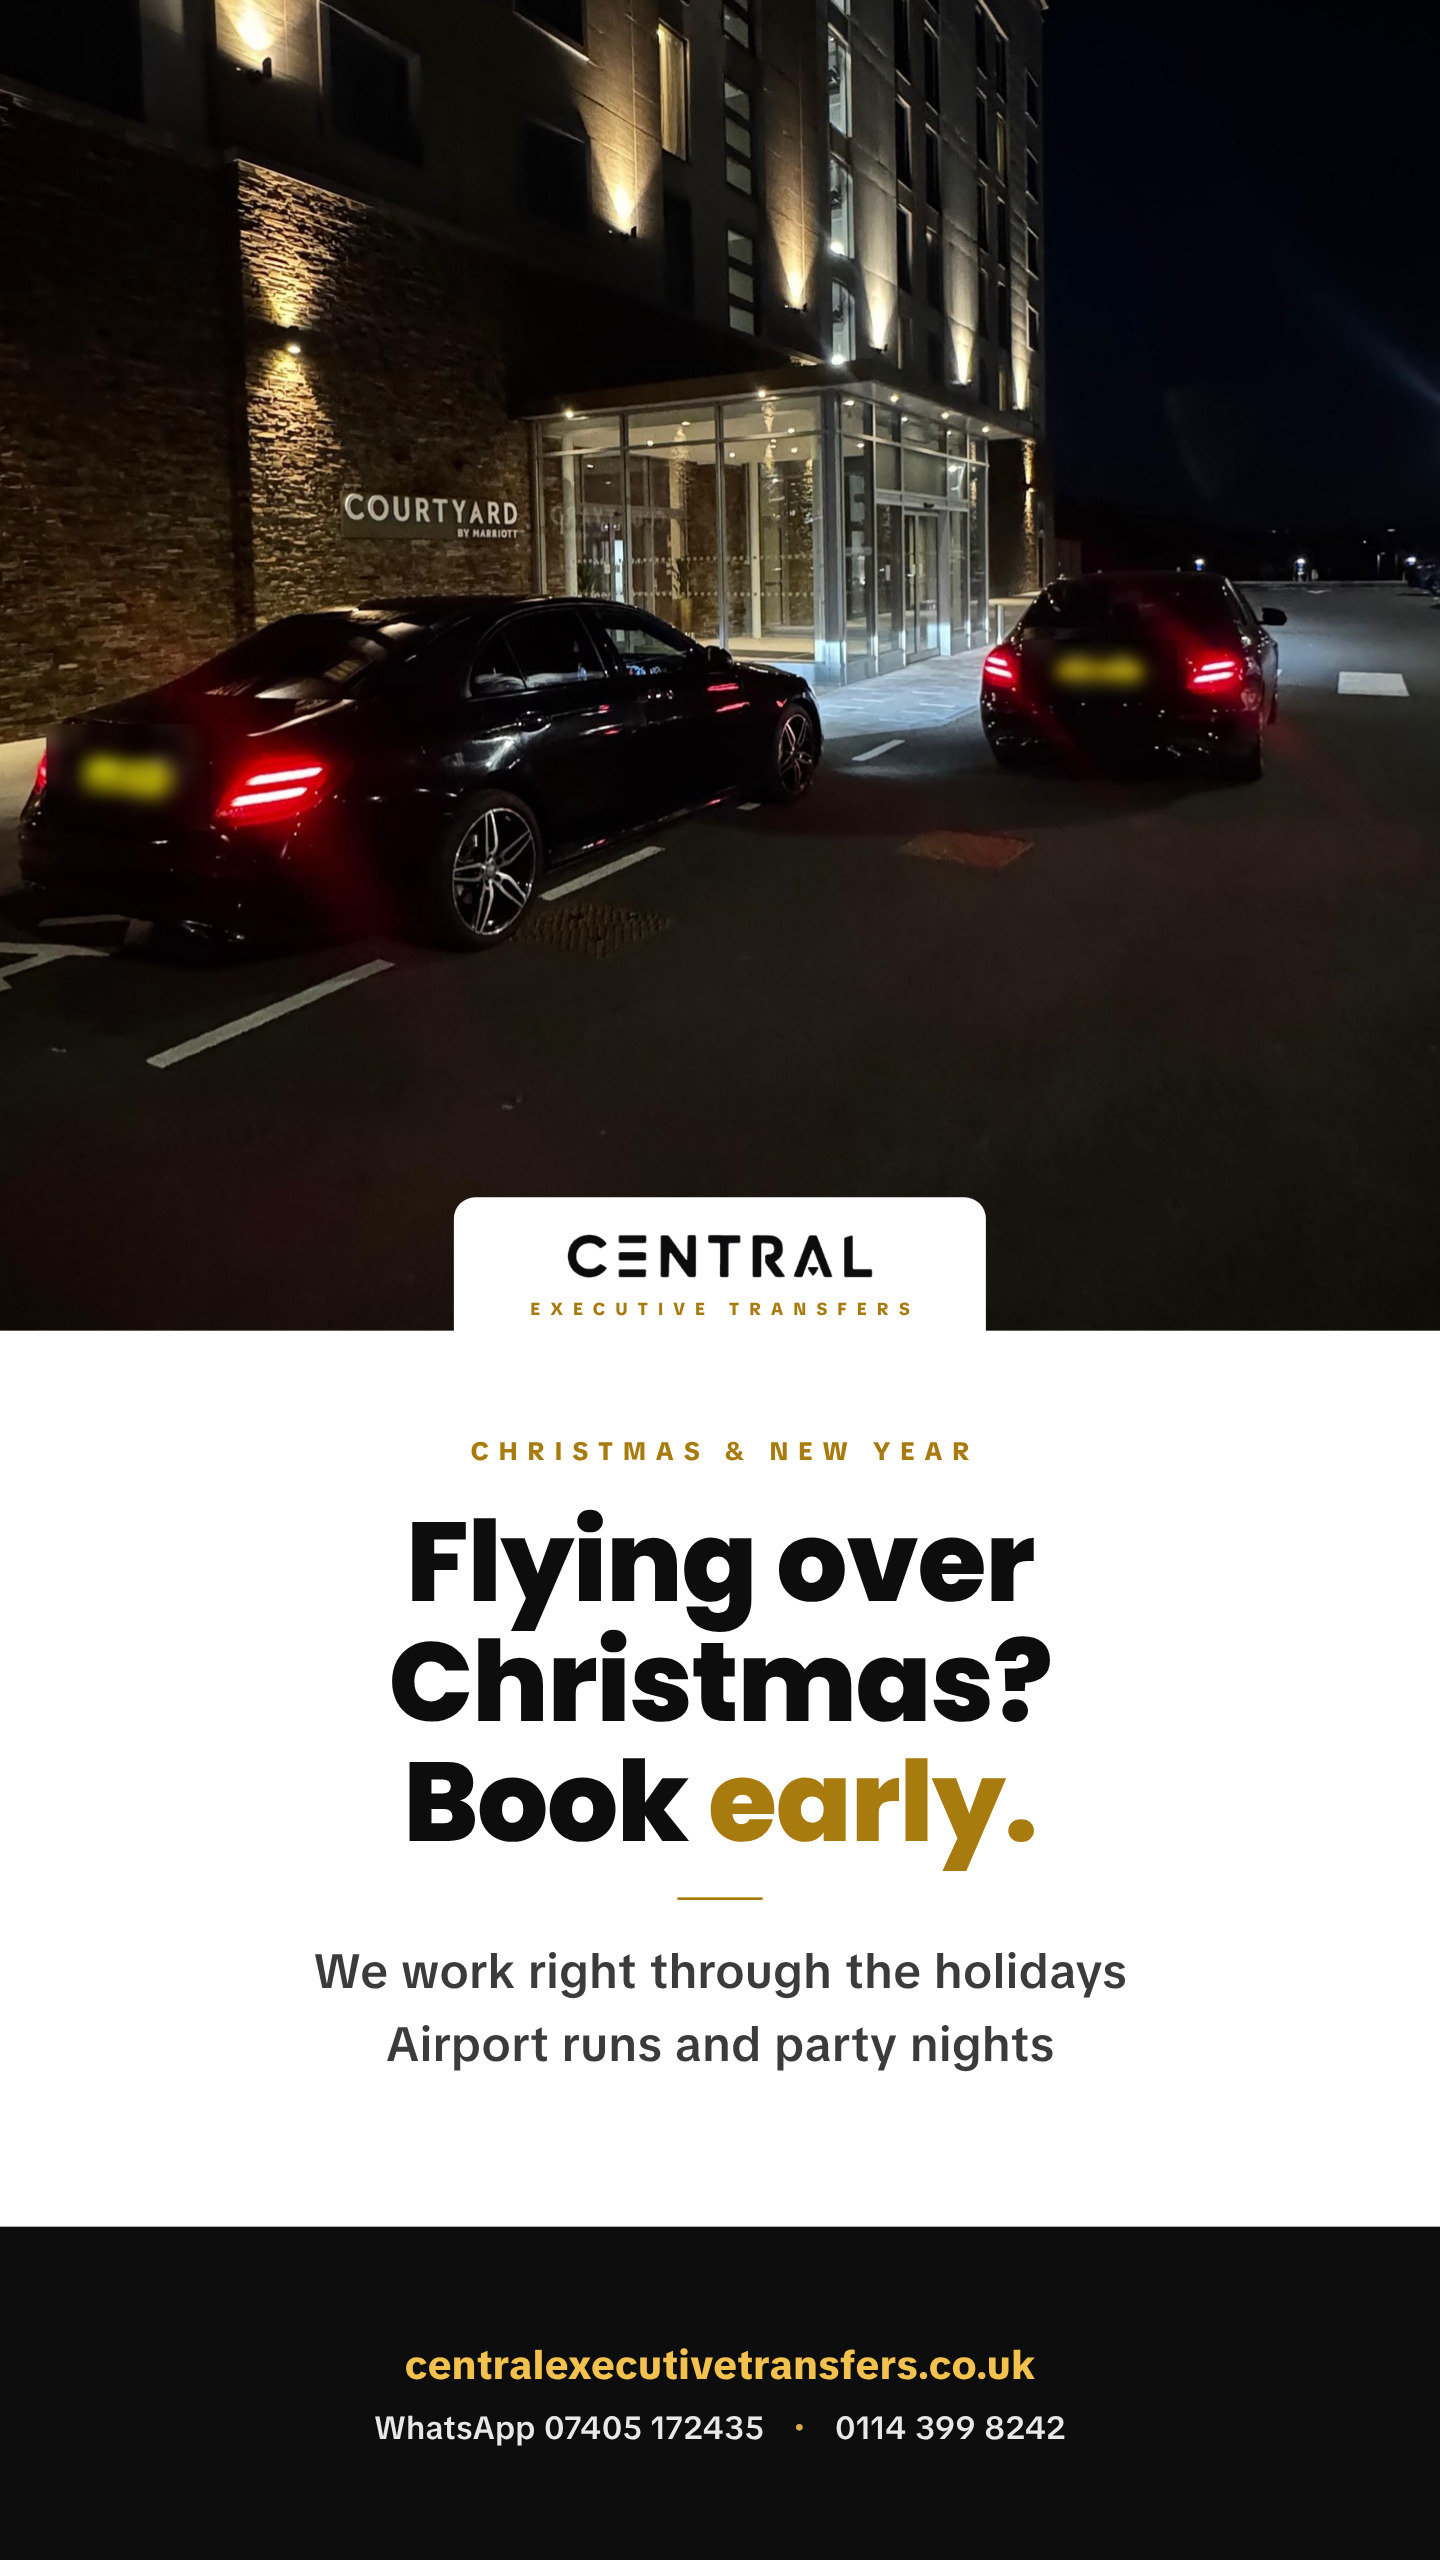 COURTYARD
BY MARRIOTT
CENTRAL
EXECUTIVE TRANSFERS
CHRISTMAS & NEW YEAR
Flying over
Christmas?
Book early.
We work right through the holidays
Airport runs and party nights
centralexecutivetransfers.co.uk
WhatsApp 07405 172435 • 0114 399 8242